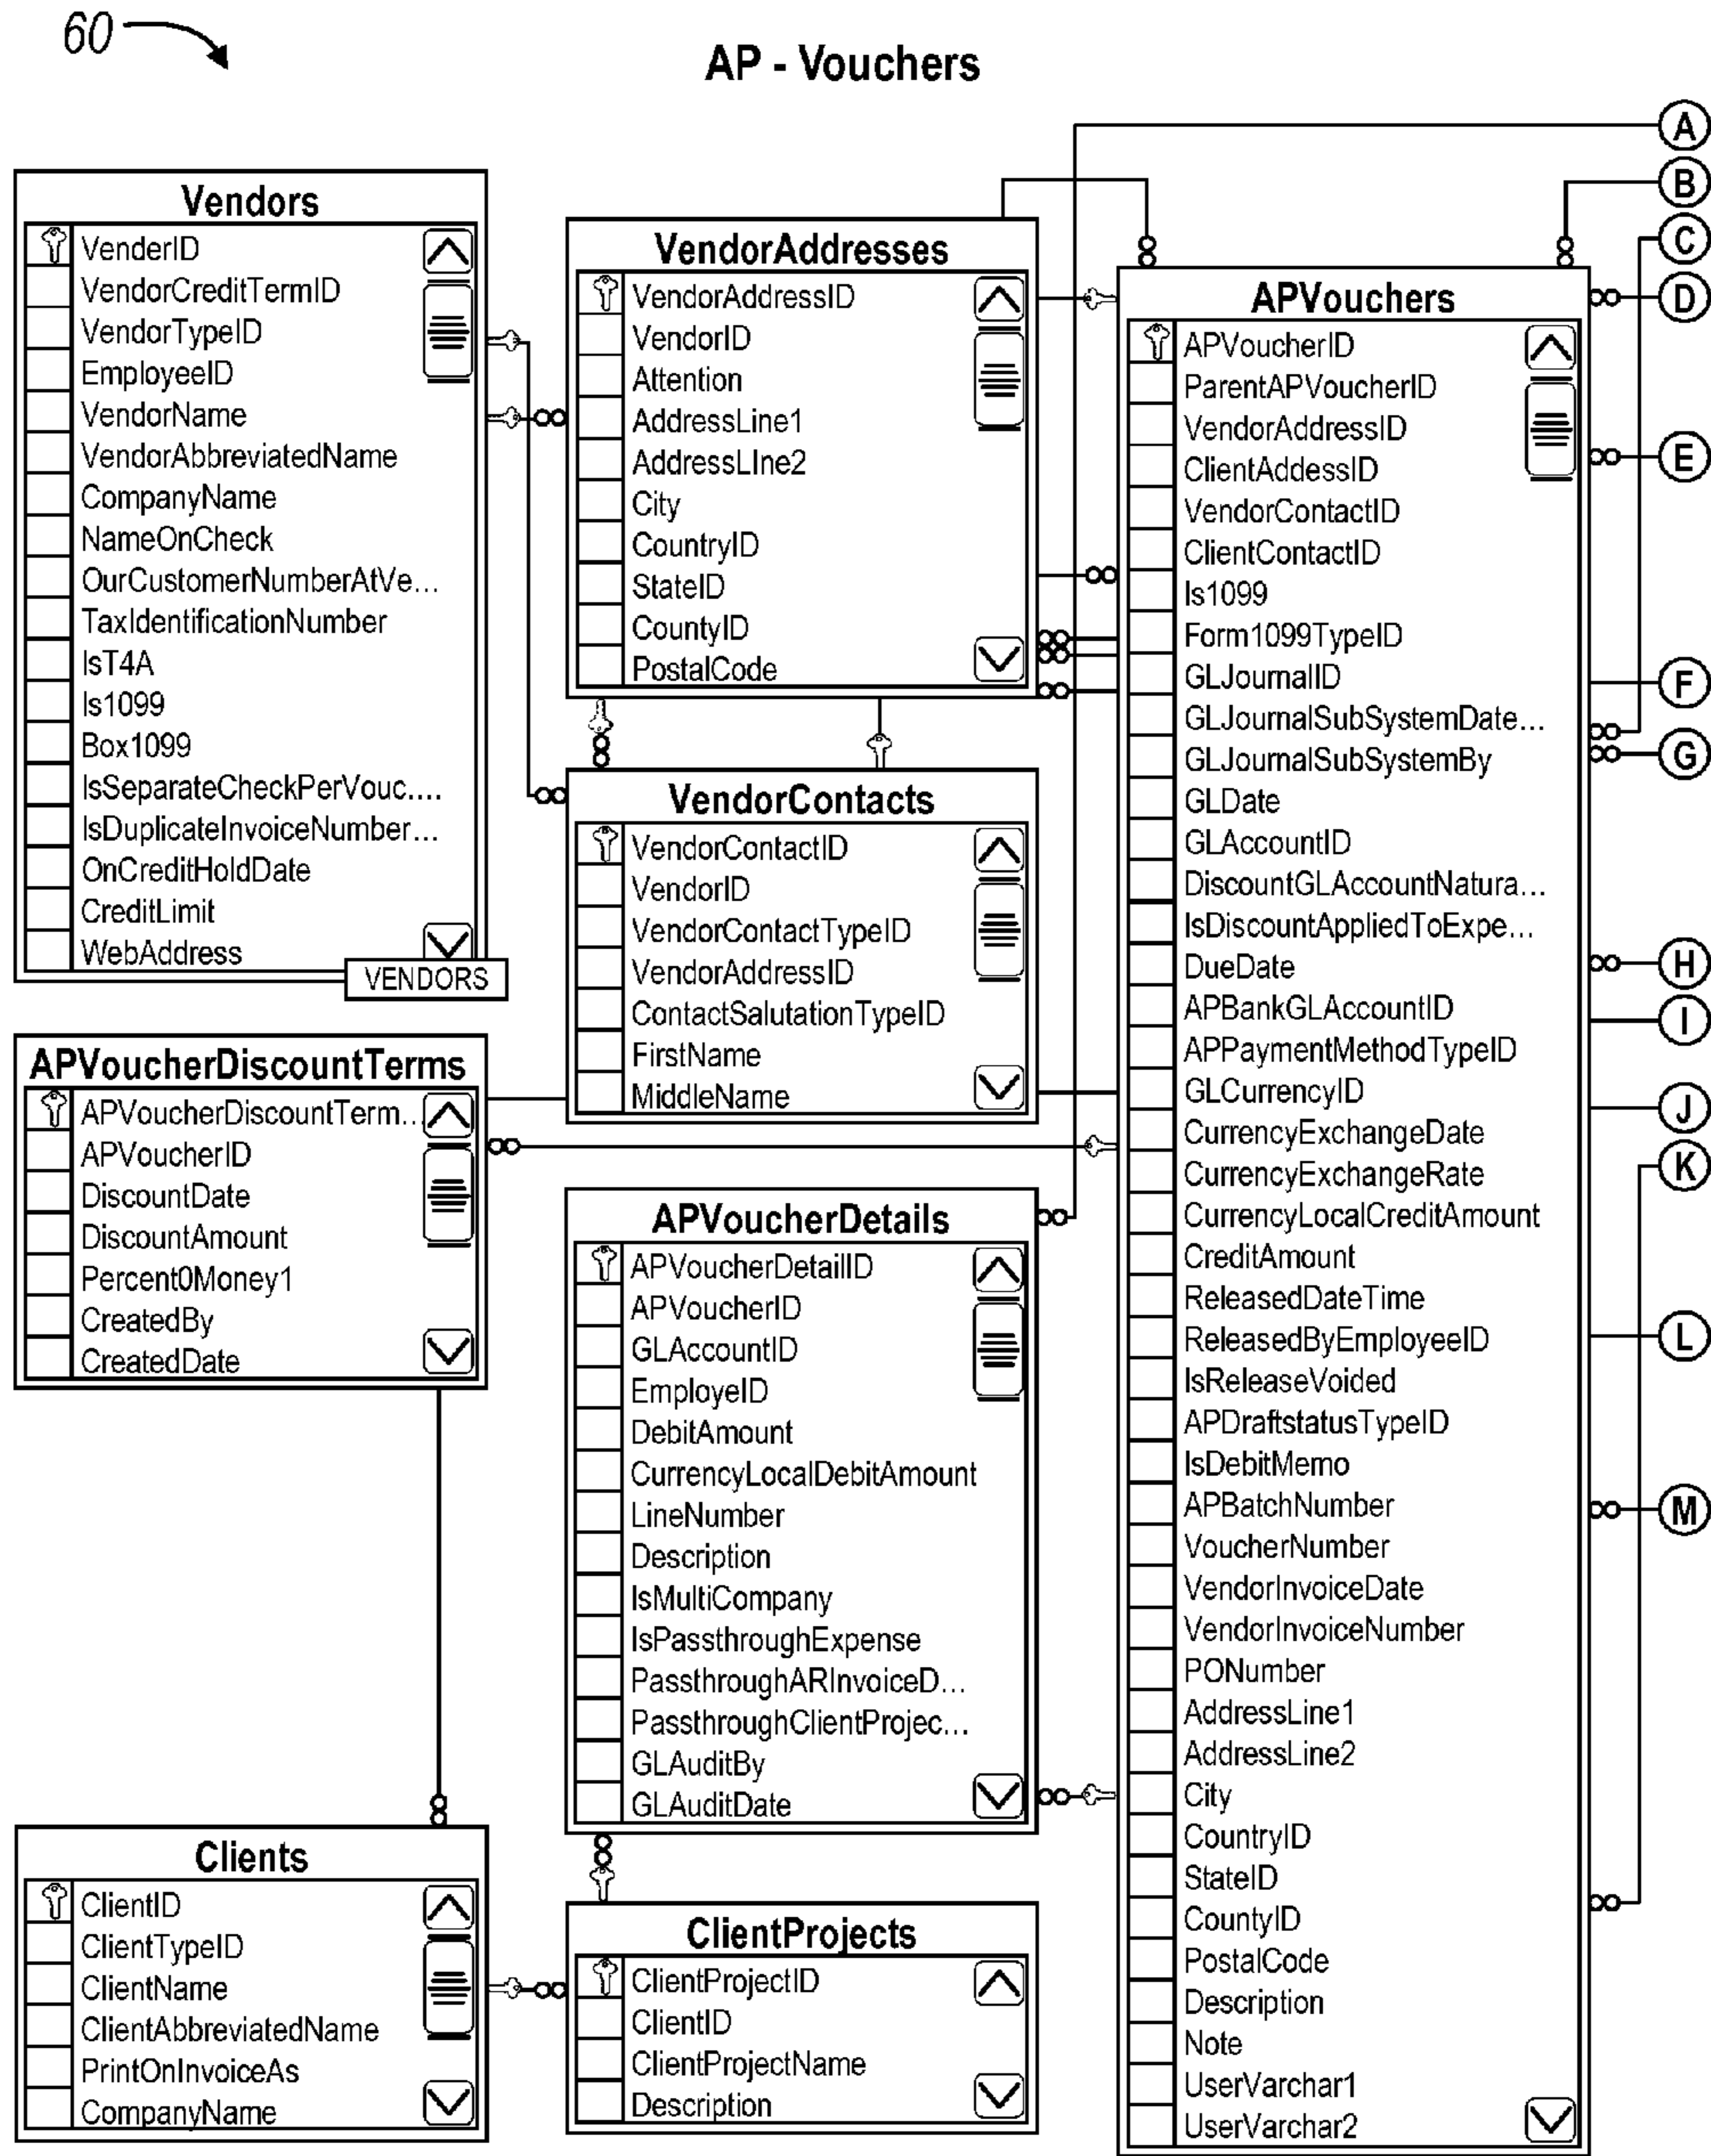 60
AP - Vouchers
Vendors
VenderID
VendorCreditTermID
VendorTypeID
EmployeeID
VendorName
VendorAbbreviatedName
CompanyName
NameOnCheck
OurCustomerNumberAtVe...
TaxIdentificationNumber
IsT4A
Is1099
Box1099
IsSeparateCheckPerVouc....
IsDuplicateInvoiceNumber...
OnCreditHoldDate
CreditLimit
WebAddress
VENDORS
VendorAddresses
VendorAddressID
VendorID
Attention
AddressLine1
AddressLIne2
City
CountryID
StateID
CountyID
PostalCode
VendorContacts
VendorContactID
VendorID
VendorContactTypeID
VendorAddressID
ContactSalutationTypeID
FirstName
MiddleName
APVoucherDiscountTerms
APVoucherDiscountTerm...
APVoucherID
DiscountDate
DiscountAmount
Percent0Money1
CreatedBy
CreatedDate
APVoucherDetails
APVoucherDetailID
APVoucherID
GLAccountID
EmployeID
DebitAmount
CurrencyLocalDebitAmount
LineNumber
Description
IsMultiCompany
IsPassthroughExpense
PassthroughARInvoiceD...
PassthroughClientProjec...
GLAuditBy
GLAuditDate
Clients
ClientID
ClientTypeID
ClientName
ClientAbbreviatedName
PrintOnInvoiceAs
CompanyName
ClientProjects
ClientProjectID
ClientID
ClientProjectName
Description
APVouchers
APVoucherID
ParentAPVoucherID
VendorAddressID
ClientAddessID
VendorContactID
ClientContactID
Is1099
Form1099TypeID
GLJournalID
GLJournalSubSystemDate...
GLJournalSubSystemBy
GLDate
GLAccountID
DiscountGLAccountNatura...
IsDiscountAppliedToExpe...
DueDate
APBankGLAccountID
APPaymentMethodTypeID
GLCurrencyID
CurrencyExchangeDate
CurrencyExchangeRate
CurrencyLocalCreditAmount
CreditAmount
ReleasedDateTime
ReleasedByEmployeeID
IsReleaseVoided
APDraftstatusTypeID
IsDebitMemo
APBatchNumber
VoucherNumber
VendorInvoiceDate
VendorInvoiceNumber
PONumber
AddressLine1
AddressLine2
City
CountryID
StateID
CountyID
PostalCode
Description
Note
UserVarchar1
UserVarchar2
A
B
C
D
E
F
G
H
I
J
K
L
M